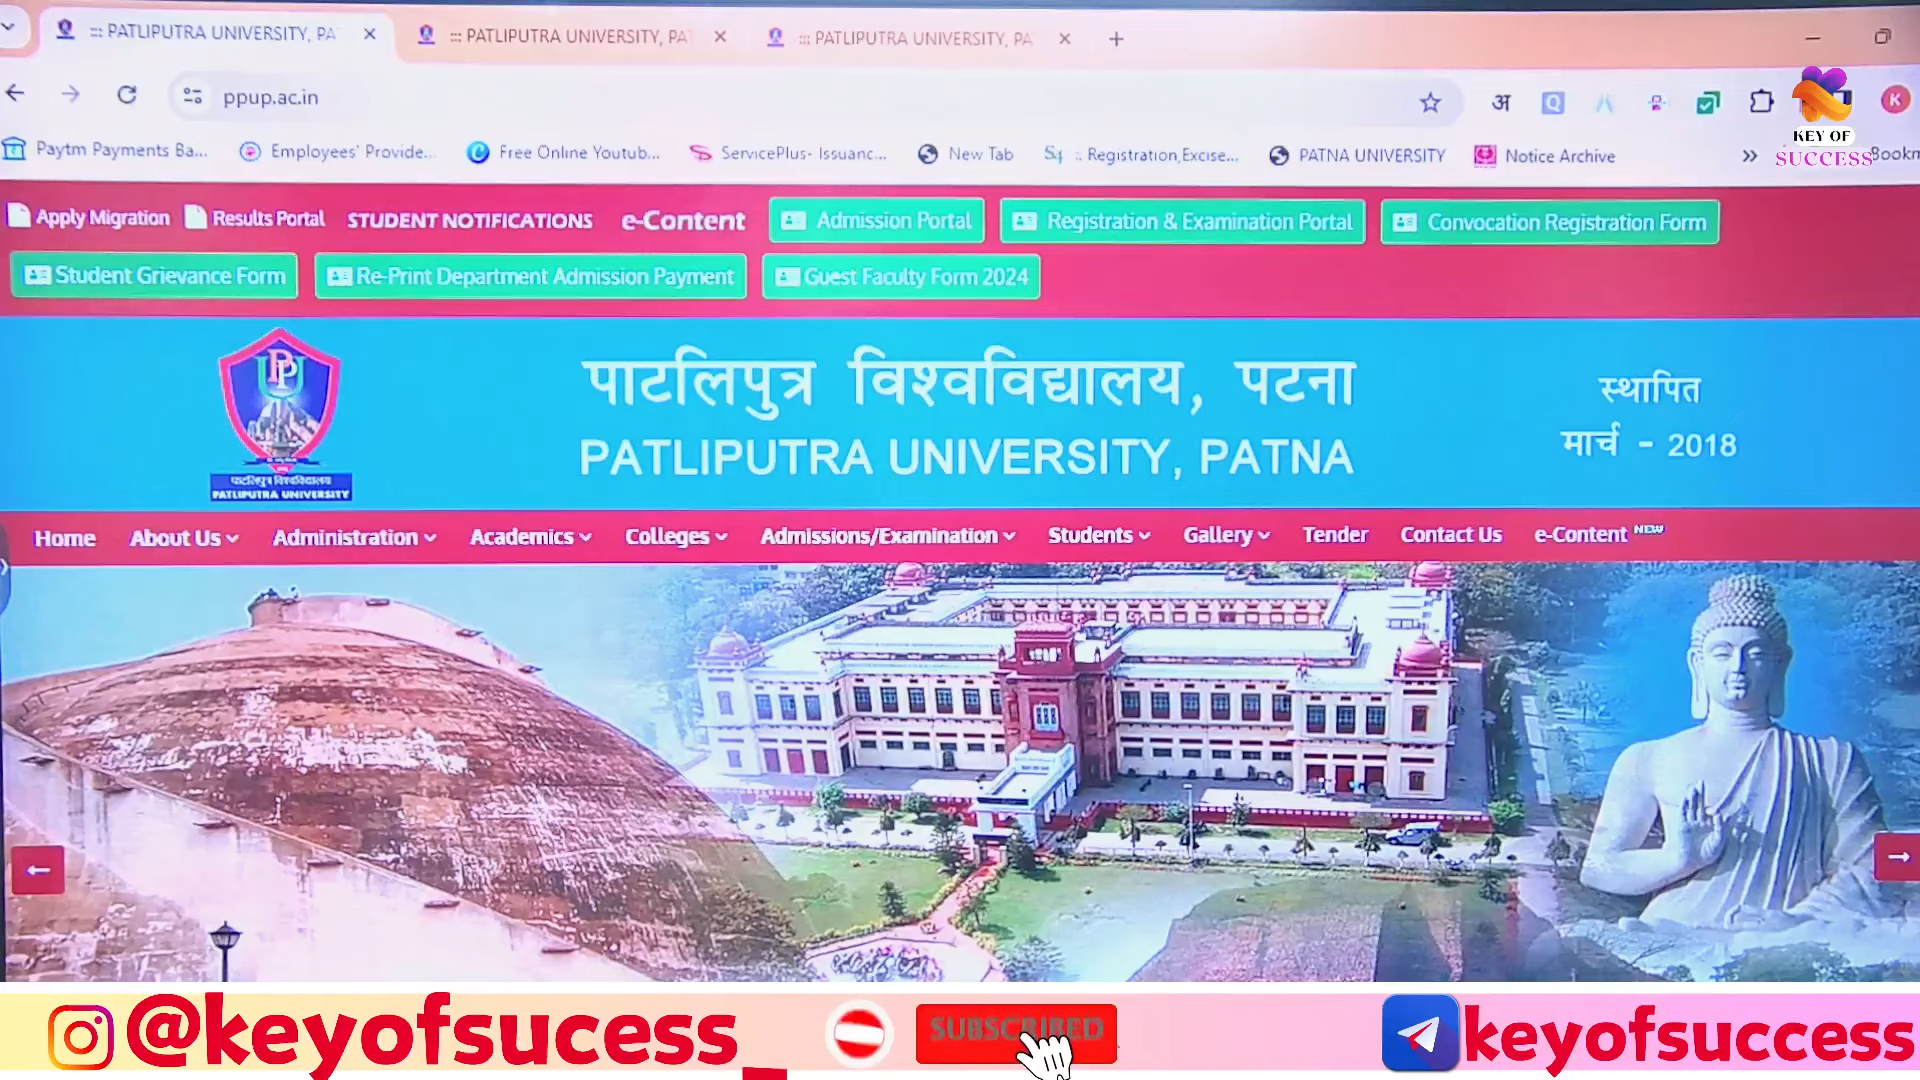 ::: PATLIPUTRA UNIVERSITY, PA
::: PATLIPUTRA UNIVERSITY, PA
::: PATLIPUTRA UNIVERSITY, PA
ppup.ac.in
अ
K
Paytm Payments Ba...
Employees' Provide...
Free Online Youtub...
ServicePlus- Issuanc...
New Tab
:. Registration,Excise...
PATNA UNIVERSITY
Notice Archive
KEY OF
SUCCESS
Apply Migration
Results Portal
STUDENT NOTIFICATIONS
e-Content
Admission Portal
Registration & Examination Portal
Convocation Registration Form
Student Grievance Form
Re-Print Department Admission Payment
Guest Faculty Form 2024
पाटलिपुत्र विश्वविद्यालय, पटना
PATLIPUTRA UNIVERSITY, PATNA
स्थापित
मार्च - 2018
पाटलिपुत्र विश्वविद्यालय
PATLIPUTRA UNIVERSITY
Home
About Us
Administration
Academics
Colleges
Admissions/Examination
Students
Gallery
Tender
Contact Us
e-Content NEW
@keyofsucess_
SUBSCRIBED
keyofsuccess